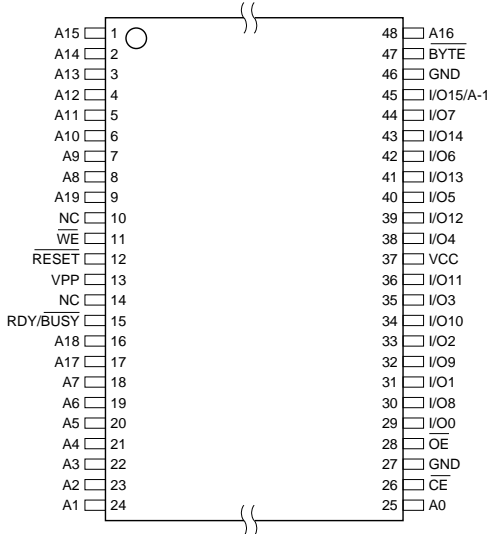 A15 1 48 A16
A14 2 47 BYTE
A13 3 46 GND
A12 4 45 I/O15/A-1
A11 5 44 I/O7
A10 6 43 I/O14
A9 7 42 I/O6
A8 8 41 I/O13
A19 9 40 I/O5
NC 10 39 I/O12
WE 11 38 I/O4
RESET 12 37 VCC
VPP 13 36 I/O11
NC 14 35 I/O3
RDY/BUSY 15 34 I/O10
A18 16 33 I/O2
A17 17 32 I/O9
A7 18 31 I/O1
A6 19 30 I/O8
A5 20 29 I/O0
A4 21 28 OE
A3 22 27 GND
A2 23 26 CE
A1 24 25 A0